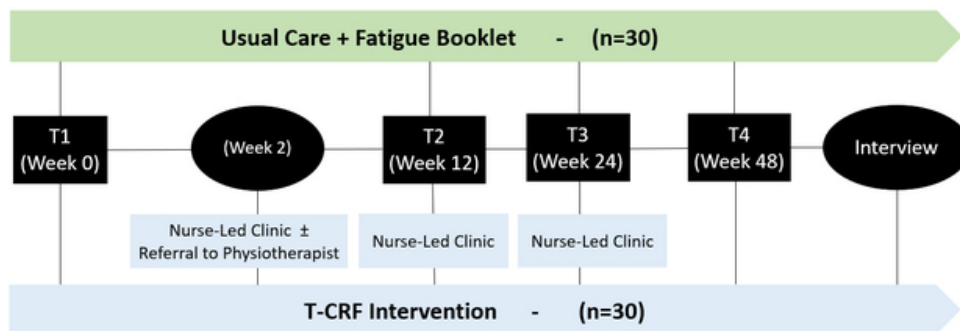 Usual Care + Fatigue Booklet - (n=30)
T1
(Week 0)
(Week 2)
T2
(Week 12)
T3
(Week 24)
T4
(Week 48)
Interview
Nurse-Led Clinic ±
Referral to Physiotherapist
Nurse-Led Clinic
Nurse-Led Clinic
T-CRF Intervention - (n=30)